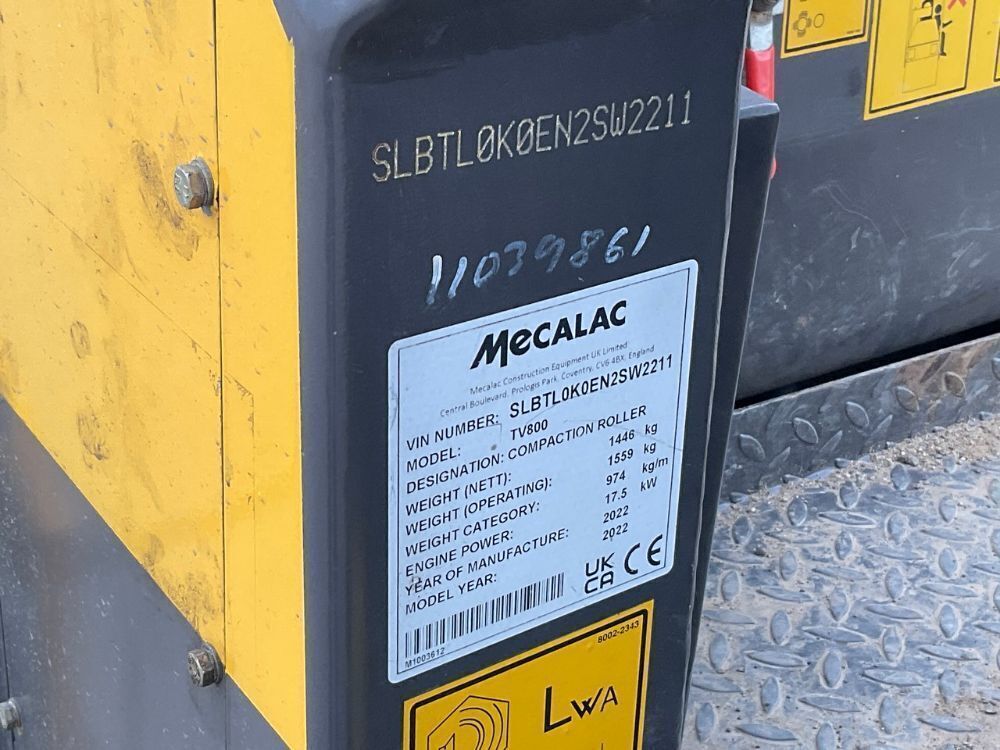 SLBTL0K0EN2SW2211
11039861
MECALAC
Mecalac Construction Equipment UK Limited
Central Boulevard, Prologis Park, Coventry, CV6 4BX, England
VIN NUMBER: SLBTL0K0EN2SW2211
MODEL: TV800
DESIGNATION: COMPACTION ROLLER
WEIGHT (NETT): 1446 kg
WEIGHT (OPERATING): 1559 kg
WEIGHT CATEGORY: 974 kg/m
ENGINE POWER: 17.5 kW
YEAR OF MANUFACTURE: 2022
MODEL YEAR: 2022
UK
CA CE
M1003612
8002-2343
LWA